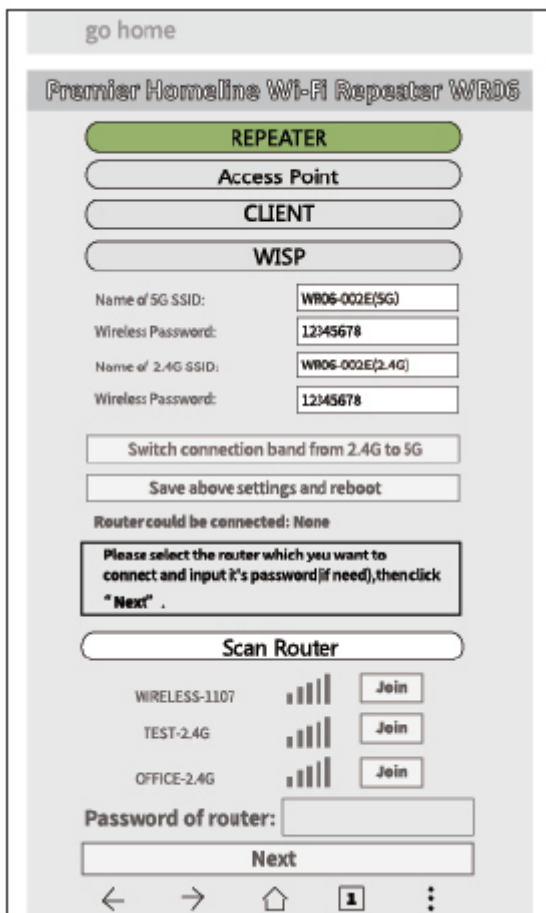 go home
Premier Homeline Wi-Fi Repeater WR06
REPEATER
Access Point
CLIENT
WISP
Name of 5G SSID: WR06-002E(5G)
Wireless Password: 12345678
Name of 2.4G SSID: WR06-002E(2.4G)
Wireless Password: 12345678
Switch connection band from 2.4G to 5G
Save above settings and reboot
Router could be connected: None
Please select the router which you want to
connect and input it's password(if need),then click
"Next" .
Scan Router
WIRELESS-1107 Join
TEST-2.4G Join
OFFICE-2.4G Join
Password of router:
Next
1